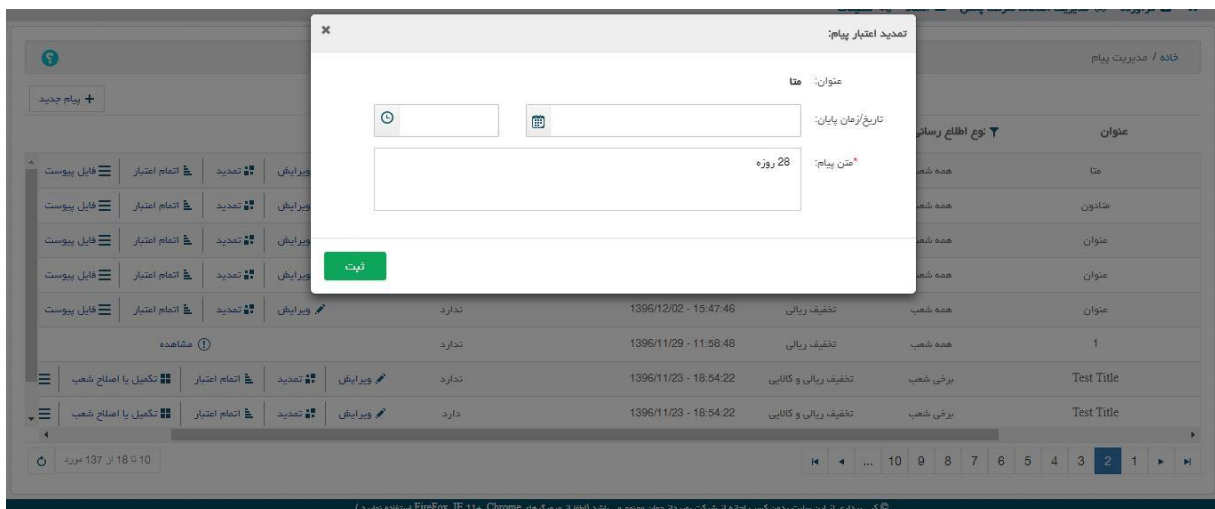 تمدید اعتبار پیام:
خانه / مدیریت پیام
عنوان: متا
+ پیام جدید
تاریخ/زمان پایان:
عنوان نوع اطلاع رسانی
*متن پیام: 28 روزه
متا همه شعب ویرایش تمدید اتمام اعتبار فایل پیوست
متادون همه شعب ویرایش تمدید اتمام اعتبار فایل پیوست
عنوان همه شعب ویرایش تمدید اتمام اعتبار فایل پیوست
عنوان همه شعب ویرایش تمدید اتمام اعتبار فایل پیوست
ثبت
عنوان همه شعب تخفیف ریالی 1396/12/02 - 15:47:46 ندارد ویرایش تمدید اتمام اعتبار فایل پیوست
1 همه شعب تخفیف ریالی 1396/11/29 - 11:58:48 ندارد مشاهده
Test Title برخی شعب تخفیف ریالی و کالایی 1396/11/23 - 18:54:22 ندارد ویرایش تمدید اتمام اعتبار تکمیل یا اصلاح شعب
Test Title برخی شعب تخفیف ریالی و کالایی 1396/11/23 - 18:54:22 دارد ویرایش تمدید اتمام اعتبار تکمیل یا اصلاح شعب
1 2 3 4 5 6 7 8 9 10 ...
10 تا 18 از 137 مورد